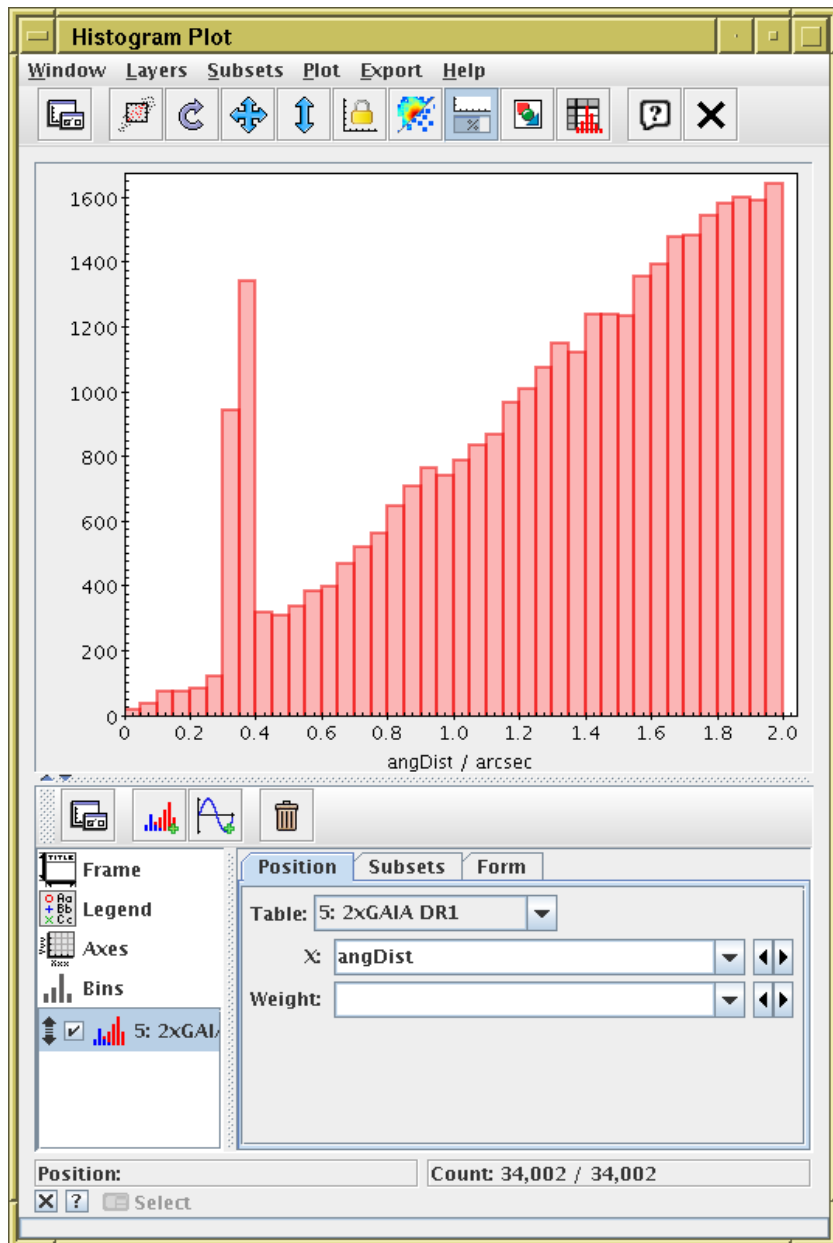 Histogram Plot
Window Layers Subsets Plot Export Help
1600
1400
1200
1000
800
600
400
200
0
0 0.2 0.4 0.6 0.8 1.0 1.2 1.4 1.6 1.8 2.0
angDist / arcsec
Frame
Legend
Axes
Bins
5: 2xGAI
Position Subsets Form
Table: 5: 2xGAIA DR1
X: angDist
Weight:
Position: Count: 34,002 / 34,002
Select